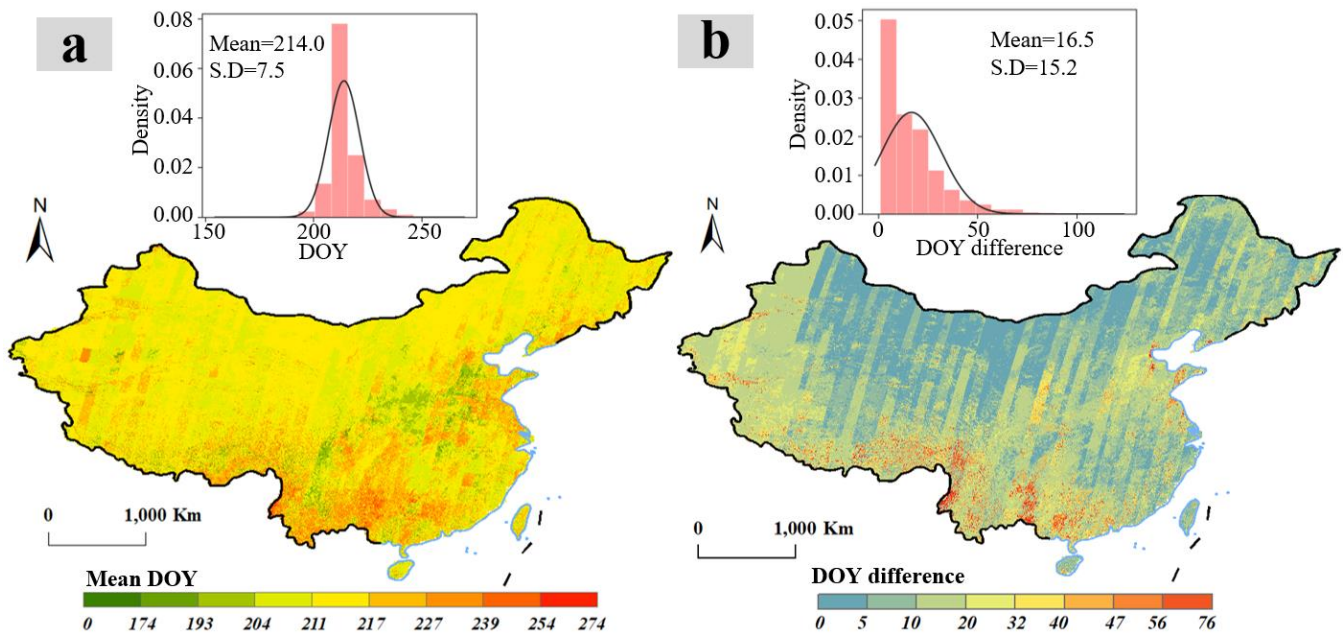 a
0.08
0.06
0.04
0.02
0.00
Density
Mean=214.0
S.D=7.5
150 200 250
DOY
N
0 1,000 Km
Mean DOY
0 174 193 204 211 217 227 239 254 274
b
0.05
0.04
0.03
0.02
0.01
0.00
Density
Mean=16.5
S.D=15.2
0 50 100
DOY difference
N
0 1,000 Km
DOY difference
0 5 10 20 32 40 47 56 76